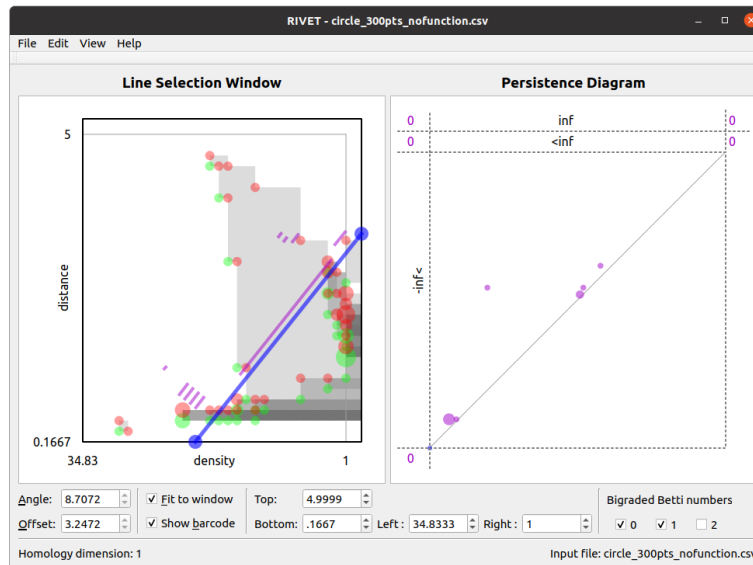 RIVET - circle_300pts_nofunction.csv
File Edit View Help
Line Selection Window
Persistence Diagram
5
distance
0.1667
34.83
density
1
0 inf 0
0 <inf 0
-inf<
0
Angle: 8.7072
Fit to window
Top: 4.9999
Bigraded Betti numbers
Offset: 3.2472
Show barcode
Bottom: .1667 Left : 34.8333 Right : 1
0 1 2
Homology dimension: 1
Input file: circle_300pts_nofunction.csv